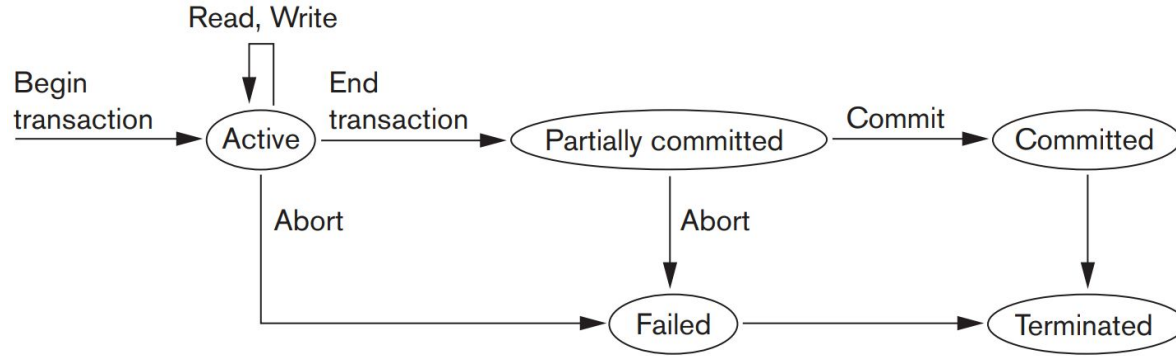 Read, Write
Begin
transaction
End
transaction
Active
Partially committed
Commit
Committed
Abort
Abort
Failed
Terminated